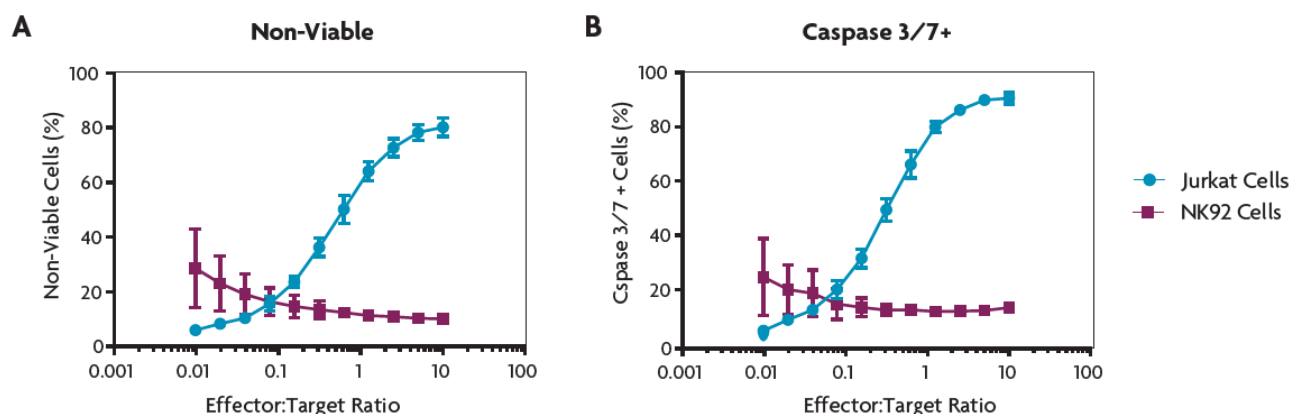 A
Non-Viable
Non-Viable Cells (%)
100
80
60
40
20
0
0.001
0.01
0.1
1
10
100
Effector:Target Ratio
B
Caspase 3/7+
Cspase 3/7 + Cells (%)
100
80
60
40
20
0
0.001
0.01
0.1
1
10
100
Effector:Target Ratio
Jurkat Cells
NK92 Cells